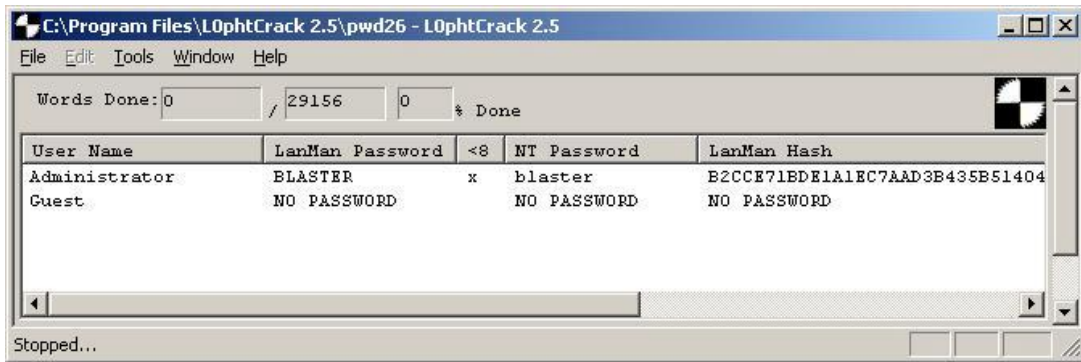 C:\Program Files\L0phtCrack 2.5\pwd26 - L0phtCrack 2.5
File Edit Tools Window Help
Words Done: 0 / 29156 0 % Done
User Name LanMan Password <8 NT Password LanMan Hash
Administrator BLASTER x blaster B2CCE71BDE1A1EC7AAD3B435B51404
Guest NO PASSWORD NO PASSWORD NO PASSWORD
Stopped...